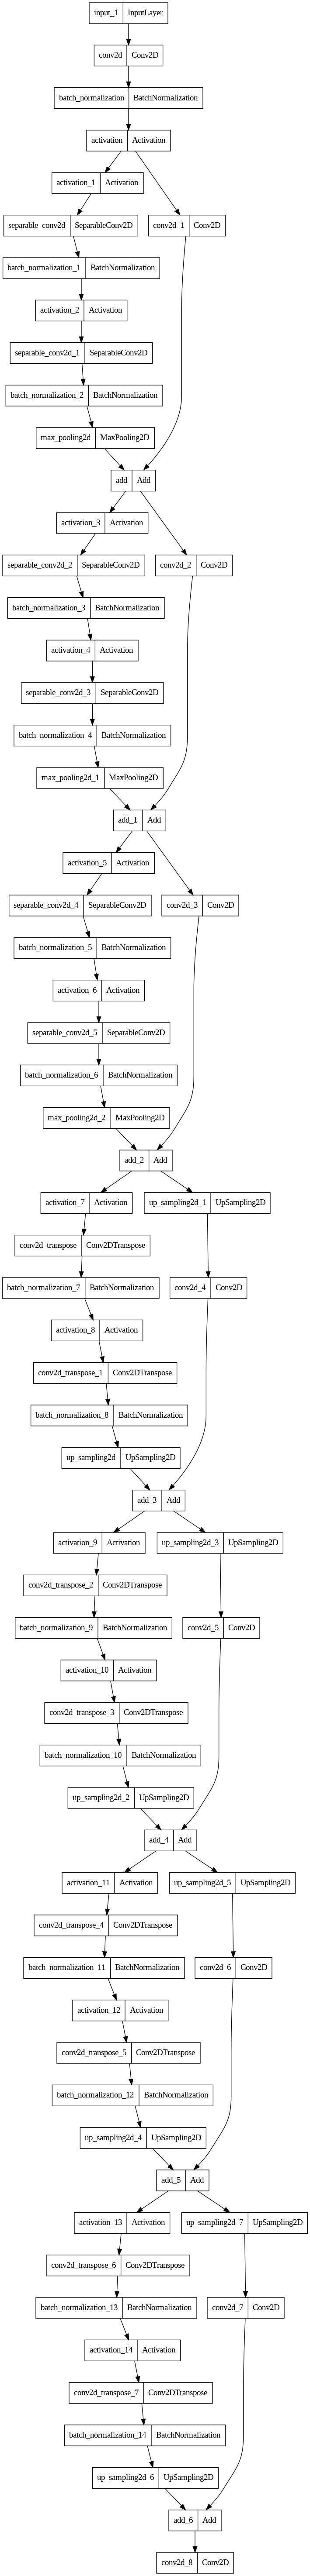 input_1 InputLayer
conv2d Conv2D
batch_normalization BatchNormalization
activation Activation
activation_1 Activation
separable_conv2d SeparableConv2D conv2d_1 Conv2D
batch_normalization_1 BatchNormalization
activation_2 Activation
separable_conv2d_1 SeparableConv2D
batch_normalization_2 BatchNormalization
max_pooling2d MaxPooling2D
add Add
activation_3 Activation
separable_conv2d_2 SeparableConv2D conv2d_2 Conv2D
batch_normalization_3 BatchNormalization
activation_4 Activation
separable_conv2d_3 SeparableConv2D
batch_normalization_4 BatchNormalization
max_pooling2d_1 MaxPooling2D
add_1 Add
activation_5 Activation
separable_conv2d_4 SeparableConv2D conv2d_3 Conv2D
batch_normalization_5 BatchNormalization
activation_6 Activation
separable_conv2d_5 SeparableConv2D
batch_normalization_6 BatchNormalization
max_pooling2d_2 MaxPooling2D
add_2 Add
activation_7 Activation up_sampling2d_1 UpSampling2D
conv2d_transpose Conv2DTranspose
batch_normalization_7 BatchNormalization conv2d_4 Conv2D
activation_8 Activation
conv2d_transpose_1 Conv2DTranspose
batch_normalization_8 BatchNormalization
up_sampling2d UpSampling2D
add_3 Add
activation_9 Activation up_sampling2d_3 UpSampling2D
conv2d_transpose_2 Conv2DTranspose
batch_normalization_9 BatchNormalization conv2d_5 Conv2D
activation_10 Activation
conv2d_transpose_3 Conv2DTranspose
batch_normalization_10 BatchNormalization
up_sampling2d_2 UpSampling2D
add_4 Add
activation_11 Activation up_sampling2d_5 UpSampling2D
conv2d_transpose_4 Conv2DTranspose
batch_normalization_11 BatchNormalization conv2d_6 Conv2D
activation_12 Activation
conv2d_transpose_5 Conv2DTranspose
batch_normalization_12 BatchNormalization
up_sampling2d_4 UpSampling2D
add_5 Add
activation_13 Activation up_sampling2d_7 UpSampling2D
conv2d_transpose_6 Conv2DTranspose
batch_normalization_13 BatchNormalization conv2d_7 Conv2D
activation_14 Activation
conv2d_transpose_7 Conv2DTranspose
batch_normalization_14 BatchNormalization
up_sampling2d_6 UpSampling2D
add_6 Add
conv2d_8 Conv2D